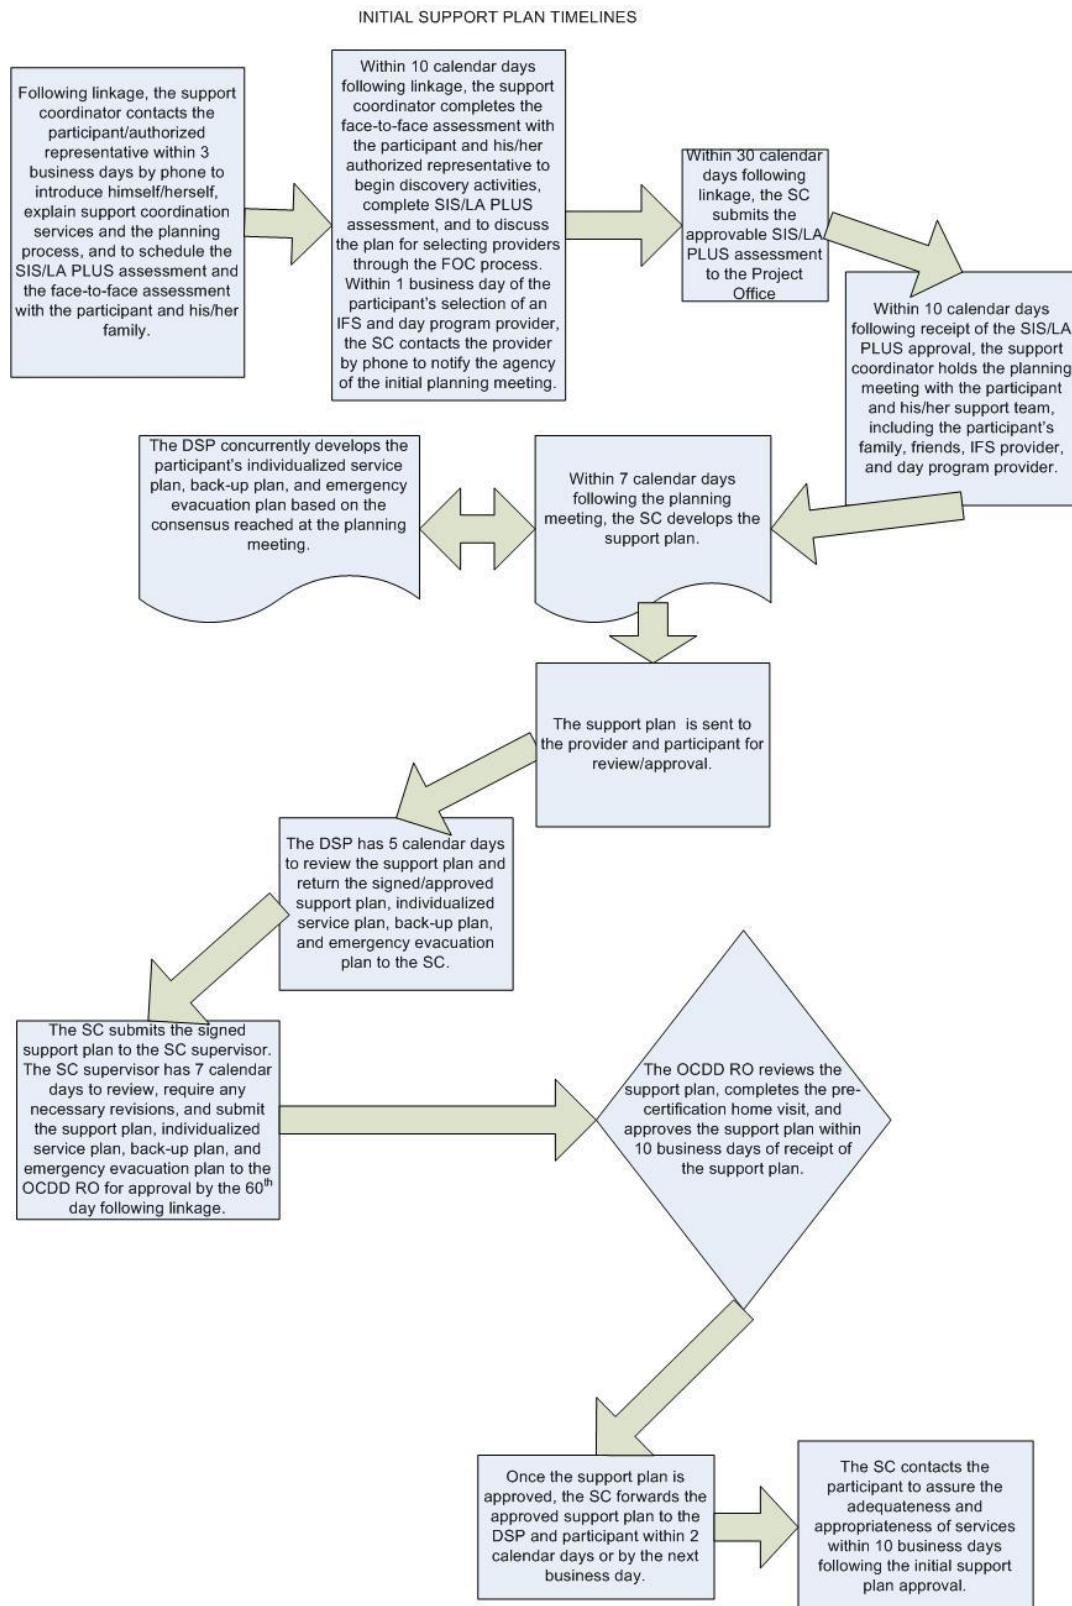 INITIAL SUPPORT PLAN TIMELINES
Following linkage, the support
coordinator contacts the
participant/authorized
representative within 3
business days by phone to
introduce himself/herself,
explain support coordination
services and the planning
process, and to schedule the
SIS/LA PLUS assessment and
the face-to-face assessment
with the participant and his/her
family.
Within 10 calendar days
following linkage, the support
coordinator completes the
face-to-face assessment with
the participant and his/her
authorized representative to
begin discovery activities,
complete SIS/LA PLUS
assessment, and to discuss
the plan for selecting providers
through the FOC process.
Within 1 business day of the
participant's selection of an
IFS and day program provider,
the SC contacts the provider
by phone to notify the agency
of the initial planning meeting.
Within 30 calendar
days following
linkage, the SC
submits the
approvable SIS/LA
PLUS assessment
to the Project
Office
Within 10 calendar days
following receipt of the SIS/LA
PLUS approval, the support
coordinator holds the planning
meeting with the participant
and his/her support team,
including the participant's
family, friends, IFS provider,
and day program provider.
The DSP concurrently develops the
participant's individualized service
plan, back-up plan, and emergency
evacuation plan based on the
consensus reached at the planning
meeting.
Within 7 calendar days
following the planning
meeting, the SC develops the
support plan.
The support plan is sent to
the provider and participant for
review/approval.
The DSP has 5 calendar days
to review the support plan and
return the signed/approved
support plan, individualized
service plan, back-up plan,
and emergency evacuation
plan to the SC.
The SC submits the signed
support plan to the SC supervisor.
The SC supervisor has 7 calendar
days to review, require any
necessary revisions, and submit
the support plan, individualized
service plan, back-up plan, and
emergency evacuation plan to the
OCDD RO for approval by the 60th
day following linkage.
The OCDD RO reviews the
support plan, completes the pre-
certification home visit, and
approves the support plan within
10 business days of receipt of
the support plan.
Once the support plan is
approved, the SC forwards the
approved support plan to the
DSP and participant within 2
calendar days or by the next
business day.
The SC contacts the
participant to assure the
adequateness and
appropriateness of services
within 10 business days
following the initial support
plan approval.